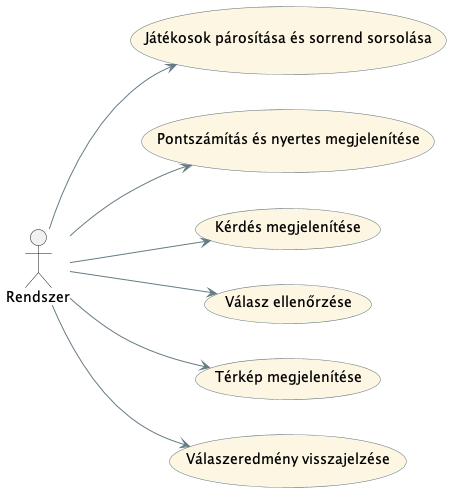 Játékosok párosítása és sorrend sorsolása
Pontszámítás és nyertes megjelenítése
Kérdés megjelenítése
Rendszer
Válasz ellenőrzése
Térkép megjelenítése
Válaszeredmény visszajelzése